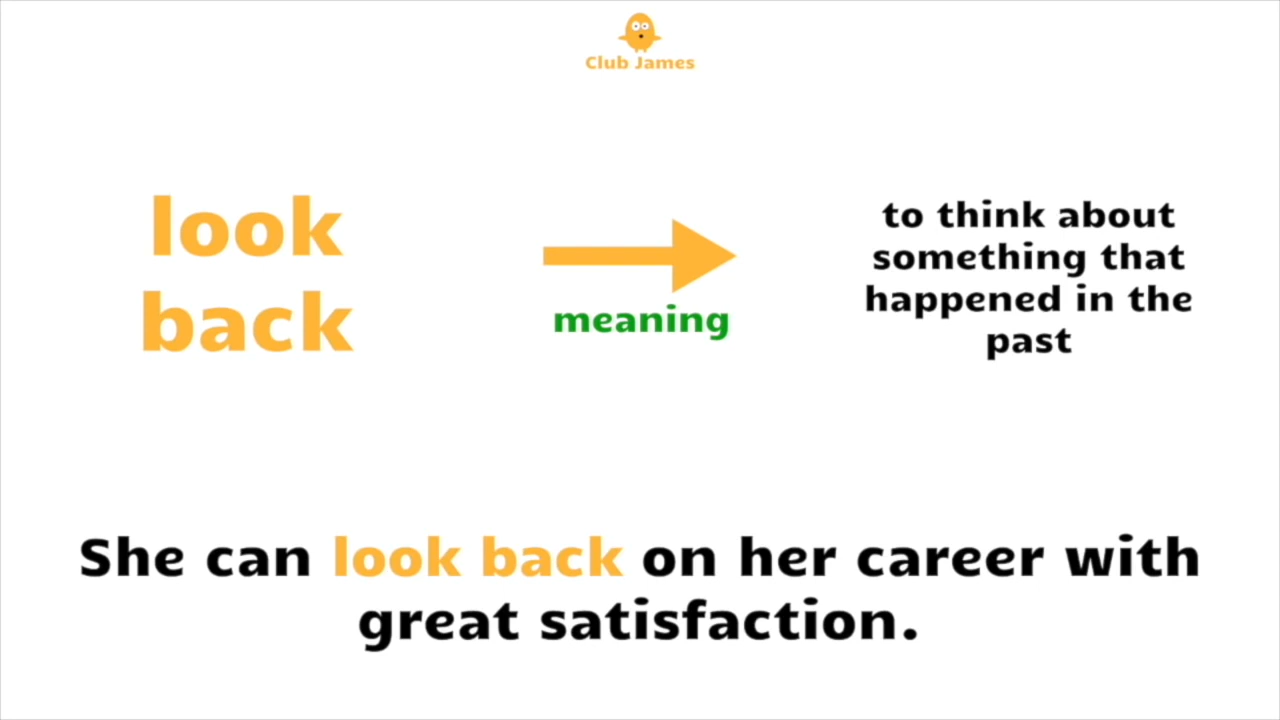 Club James
look
back
meaning
to think about
something that
happened in the
past
She can look back on her career with
great satisfaction.